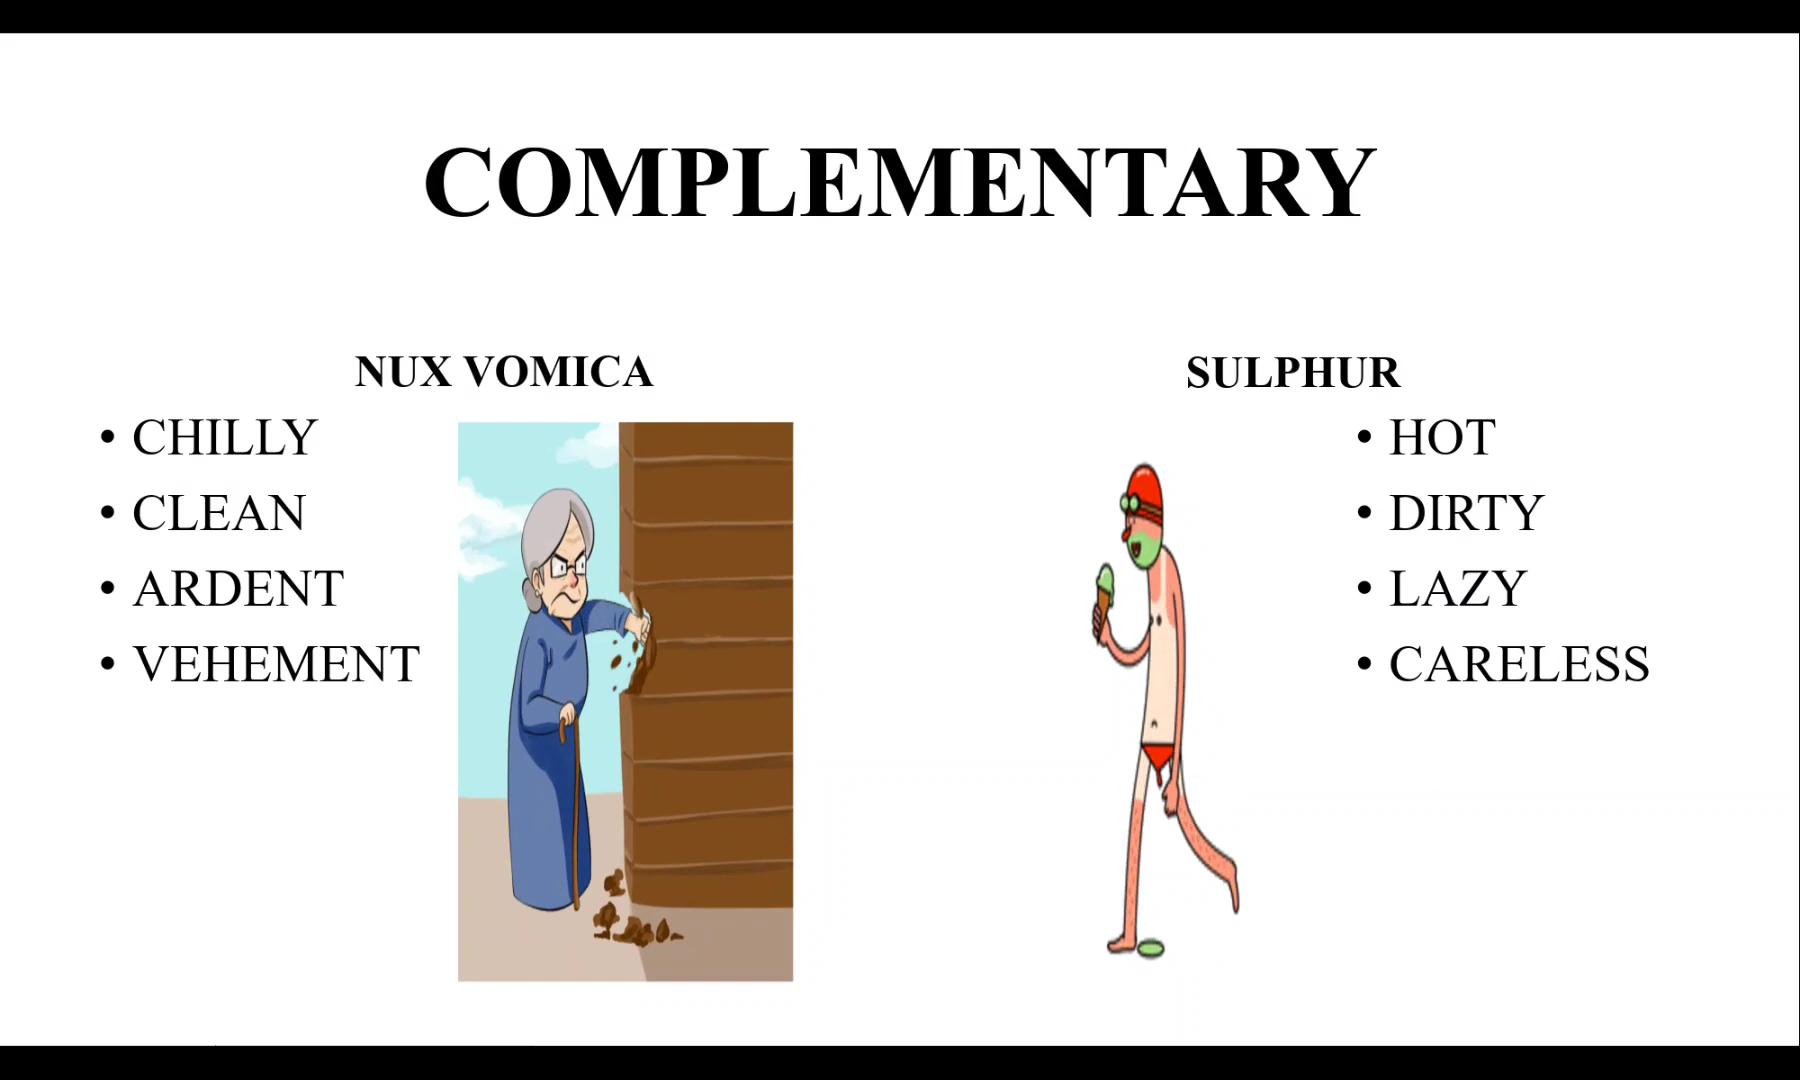 COMPLEMENTARY
NUX VOMICA
• CHILLY
• CLEAN
• ARDENT
• VEHEMENT
SULPHUR
• HOT
• DIRTY
• LAZY
• CARELESS